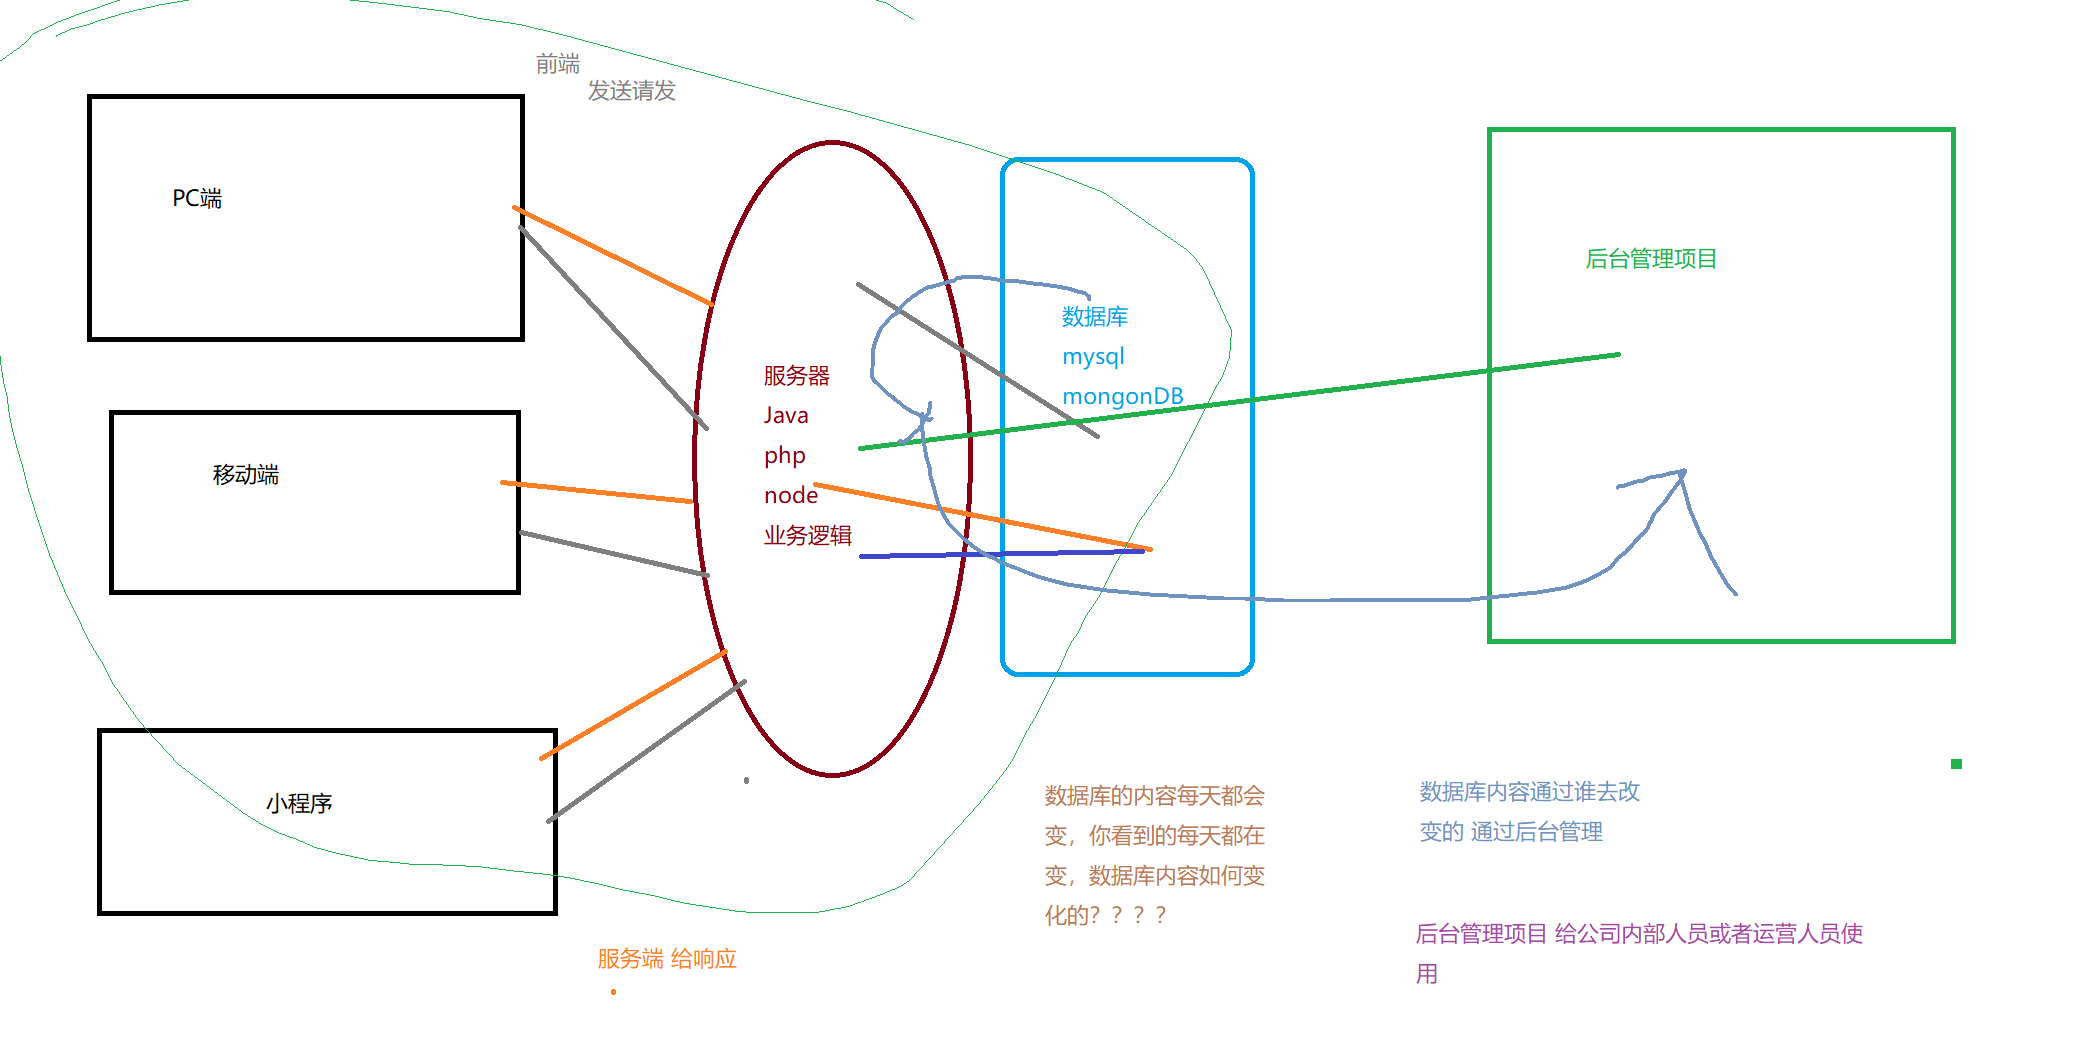 前端
发送请发
PC端
移动端
小程序
服务器
Java
php
node
业务逻辑
数据库
mysql
mongonDB
后台管理项目
数据库的内容每天都会
变，你看到的每天都在
变，数据库内容如何变
化的？？？？
数据库内容通过谁去改
变的 通过后台管理
后台管理项目 给公司内部人员或者运营人员使
用
服务端 给响应